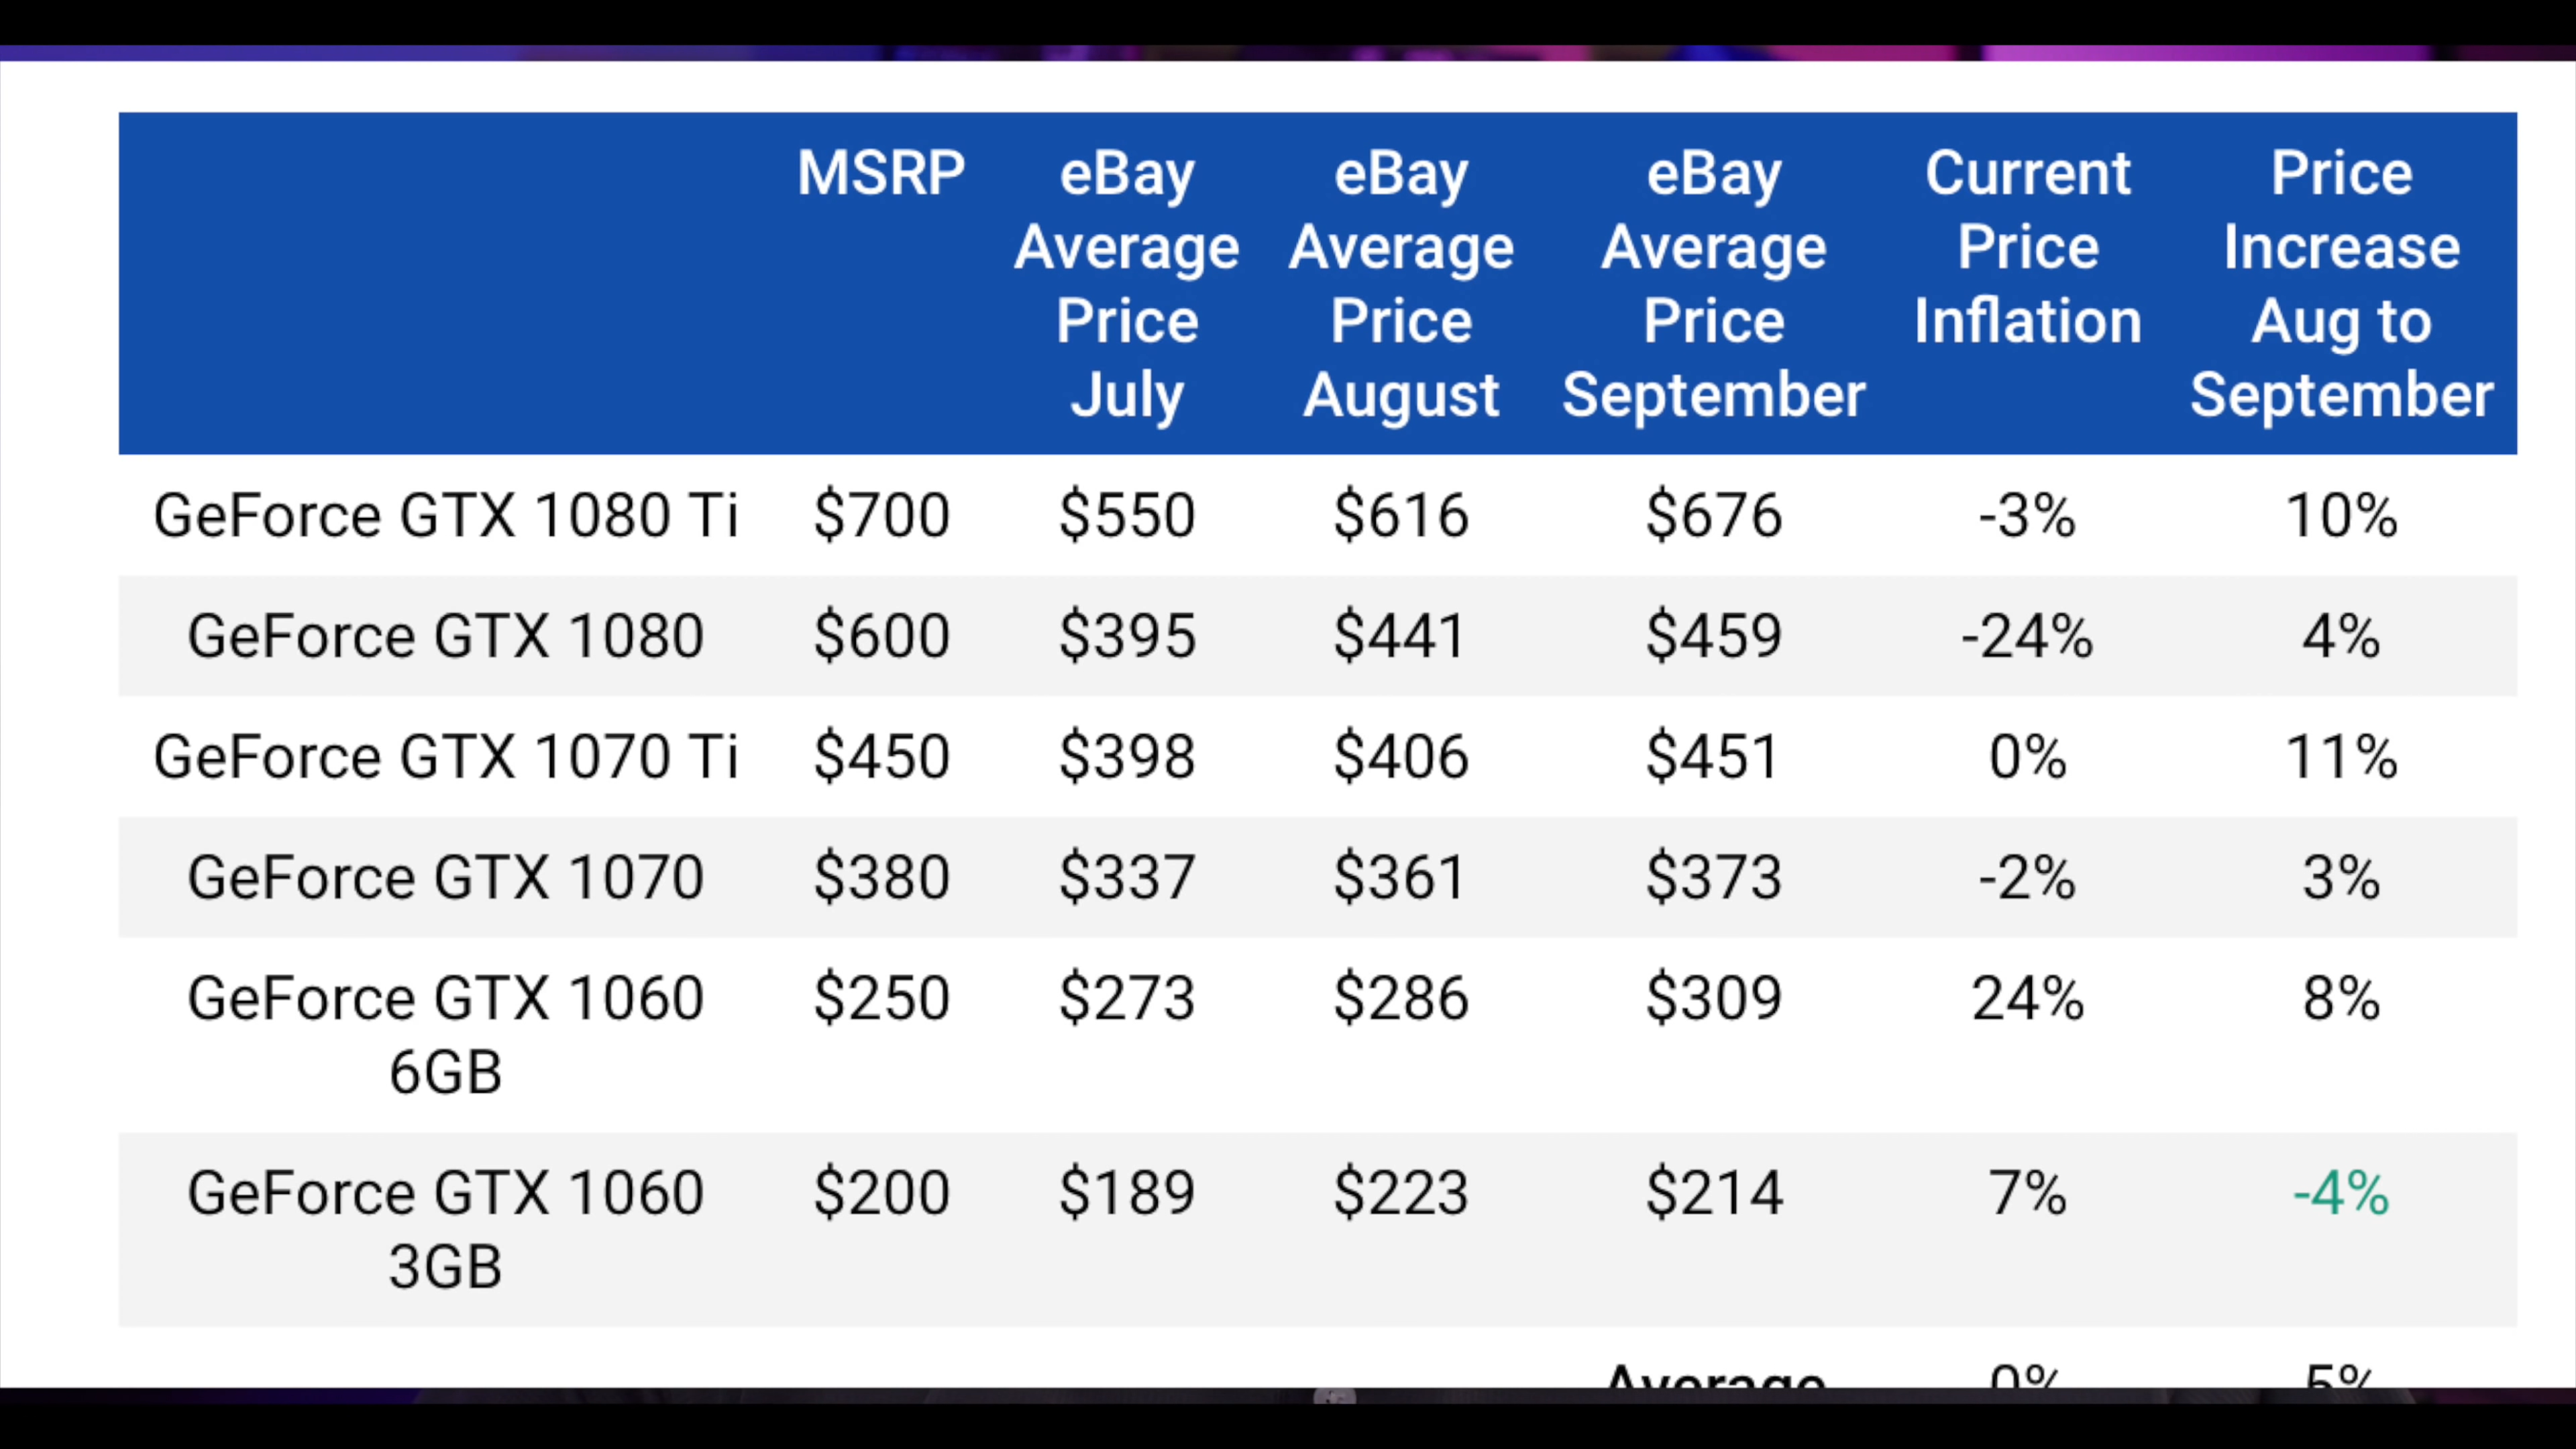 MSRP eBay Average Price July eBay Average Price August eBay Average Price September Current Price Inflation Price Increase Aug to September
GeForce GTX 1080 Ti $700 $550 $616 $676 -3% 10%
GeForce GTX 1080 $600 $395 $441 $459 -24% 4%
GeForce GTX 1070 Ti $450 $398 $406 $451 0% 11%
GeForce GTX 1070 $380 $337 $361 $373 -2% 3%
GeForce GTX 1060 6GB $250 $273 $286 $309 24% 8%
GeForce GTX 1060 3GB $200 $189 $223 $214 7% -4%
Average 0% 5%